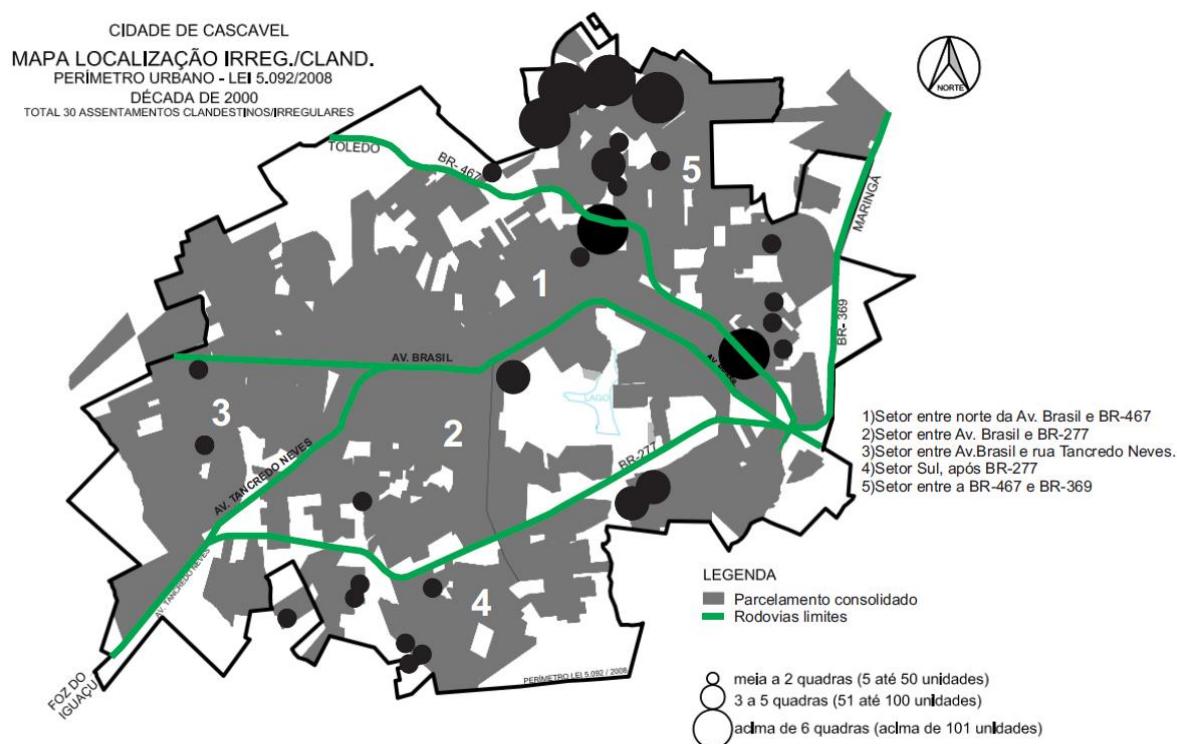 CIDADE DE CASCAVEL
MAPA LOCALIZAÇÃO IRREG./CLAND.
PERÍMETRO URBANO - LEI 5.092/2008
DÉCADA DE 2000
TOTAL 30 ASSENTAMENTOS CLANDESTINOS/IRREGULARES
NORTE
TOLEDO
BR- 467
5
MARINGÁ
1
BR- 369
AV. BRASIL
AV. BRASIL
LAGO
3
2
AV. TANCREDO NEVES
BR-277
1)Setor entre norte da Av. Brasil e BR-467
2)Setor entre Av. Brasil e BR-277
3)Setor entre Av.Brasil e rua Tancredo Neves.
4)Setor Sul, após BR-277
5)Setor entre a BR-467 e BR-369
AV. TANCREDO NEVES
4
FOZ DO
IGUAÇU
PERÍMETRO LEI 5.092 / 2008
LEGENDA
Parcelamento consolidado
Rodovias limites
meia a 2 quadras (5 até 50 unidades)
3 a 5 quadras (51 até 100 unidades)
acima de 6 quadras (acima de 101 unidades)